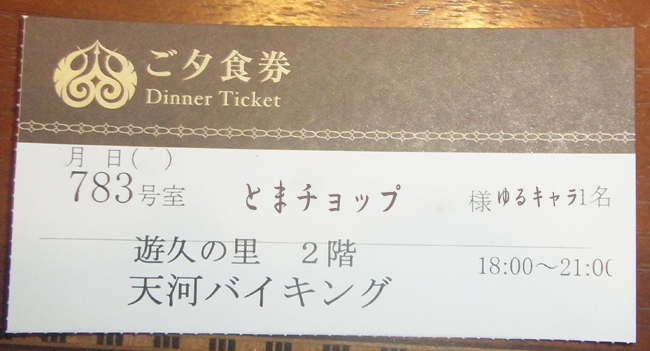 ご夕食券
Dinner Ticket
月 日( )
783号室 とまチョップ 様 ゆるキャラ1名
遊久の里 2階 18:00～21:00
天河バイキング